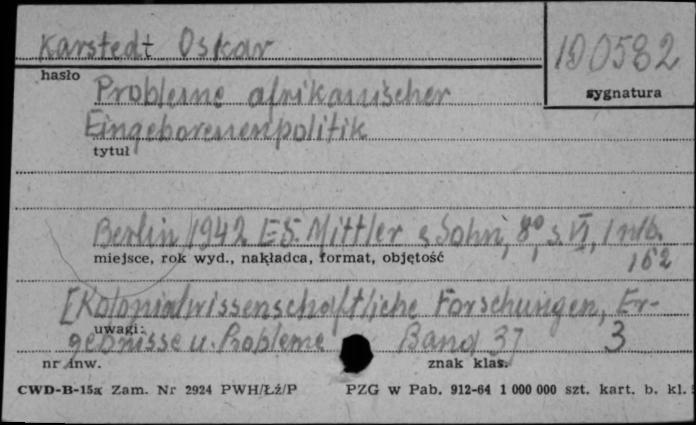 Karstedt Oskar
190582
hasło
sygnatura
Probleme afrikanischer
Eingeborenenpolitik
tytuł
Berlin 1942 E.S. Mittler & Sohn, 8°, s. VI, 1 nlb.
miejsce, rok wyd., nakładca, format, objętość
162
[Kolonialwissenschaftliche Forschungen, Er-
uwagi:
gebnisse u. Probleme Band 3]
3
nr inw.
znak klas.
CWD-B-15a Zam. Nr 2924 PWH/Łź/P PZG w Pab. 912-64 1 000 000 szt. kart. b. kl.